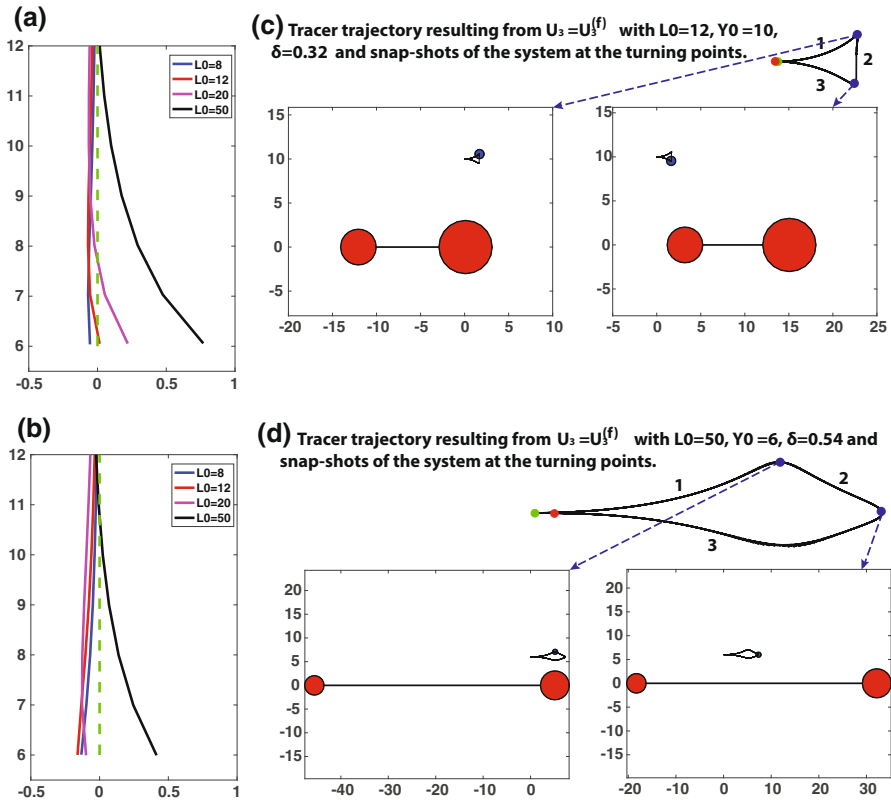 (a)
12
11
10
9
8
7
6
-0.5 0 0.5 1
L0=8
L0=12
L0=20
L0=50
(b)
12
11
10
9
8
7
6
-0.5 0 0.5 1
L0=8
L0=12
L0=20
L0=50
(c) Tracer trajectory resulting from U₃ =U₃⁽ᶠ⁾ with L0=12, Y0 =10,
δ=0.32 and snap-shots of the system at the turning points.
1
2
3
15
10
5
0
-5
-20 -15 -10 -5 0 5 10
15
10
5
0
-5
-5 0 5 10 15 20 25
(d) Tracer trajectory resulting from U₃ =U₃⁽ᶠ⁾ with L0=50, Y0 =6, δ=0.54 and
snap-shots of the system at the turning points.
1
2
3
20
15
10
5
0
-5
-10
-15
-40 -30 -20 -10 0
20
15
10
5
0
-5
-10
-15
-20 -10 0 10 20 30